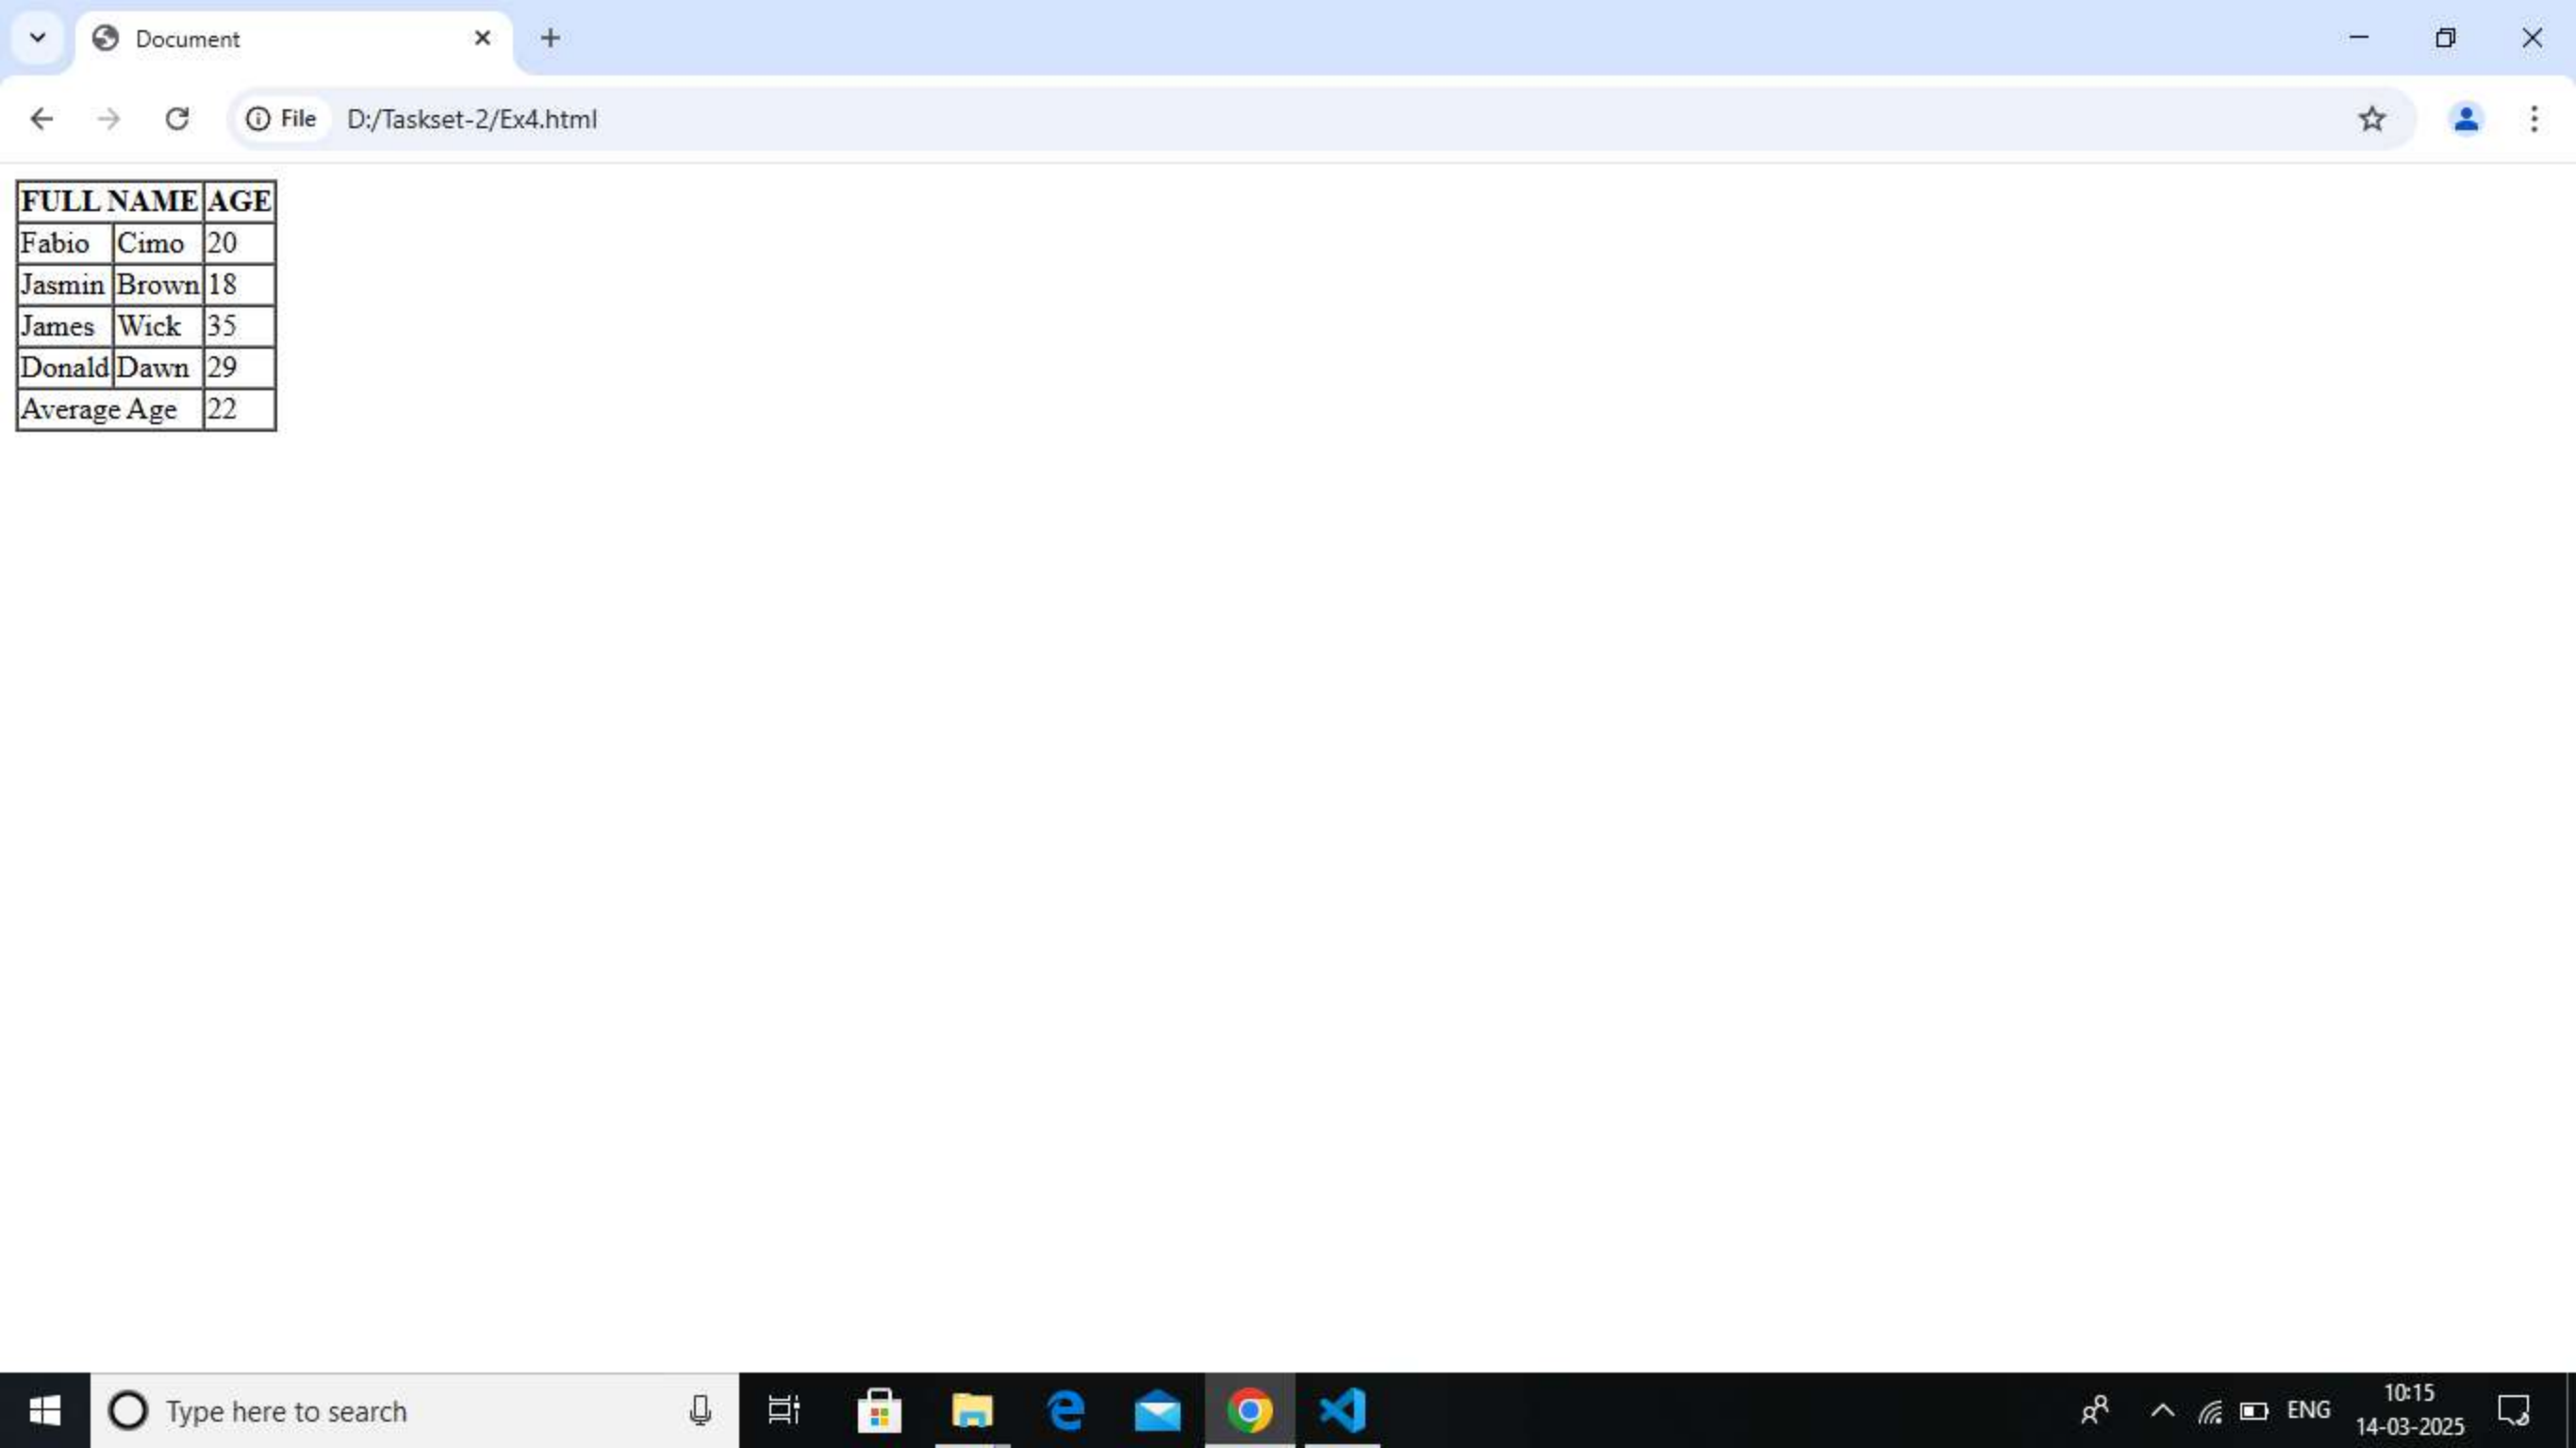 Document
File D:/Taskset-2/Ex4.html
FULL NAME AGE
Fabio Cimo 20
Jasmin Brown 18
James Wick 35
Donald Dawn 29
Average Age 22
Type here to search
ENG
10:15
14-03-2025